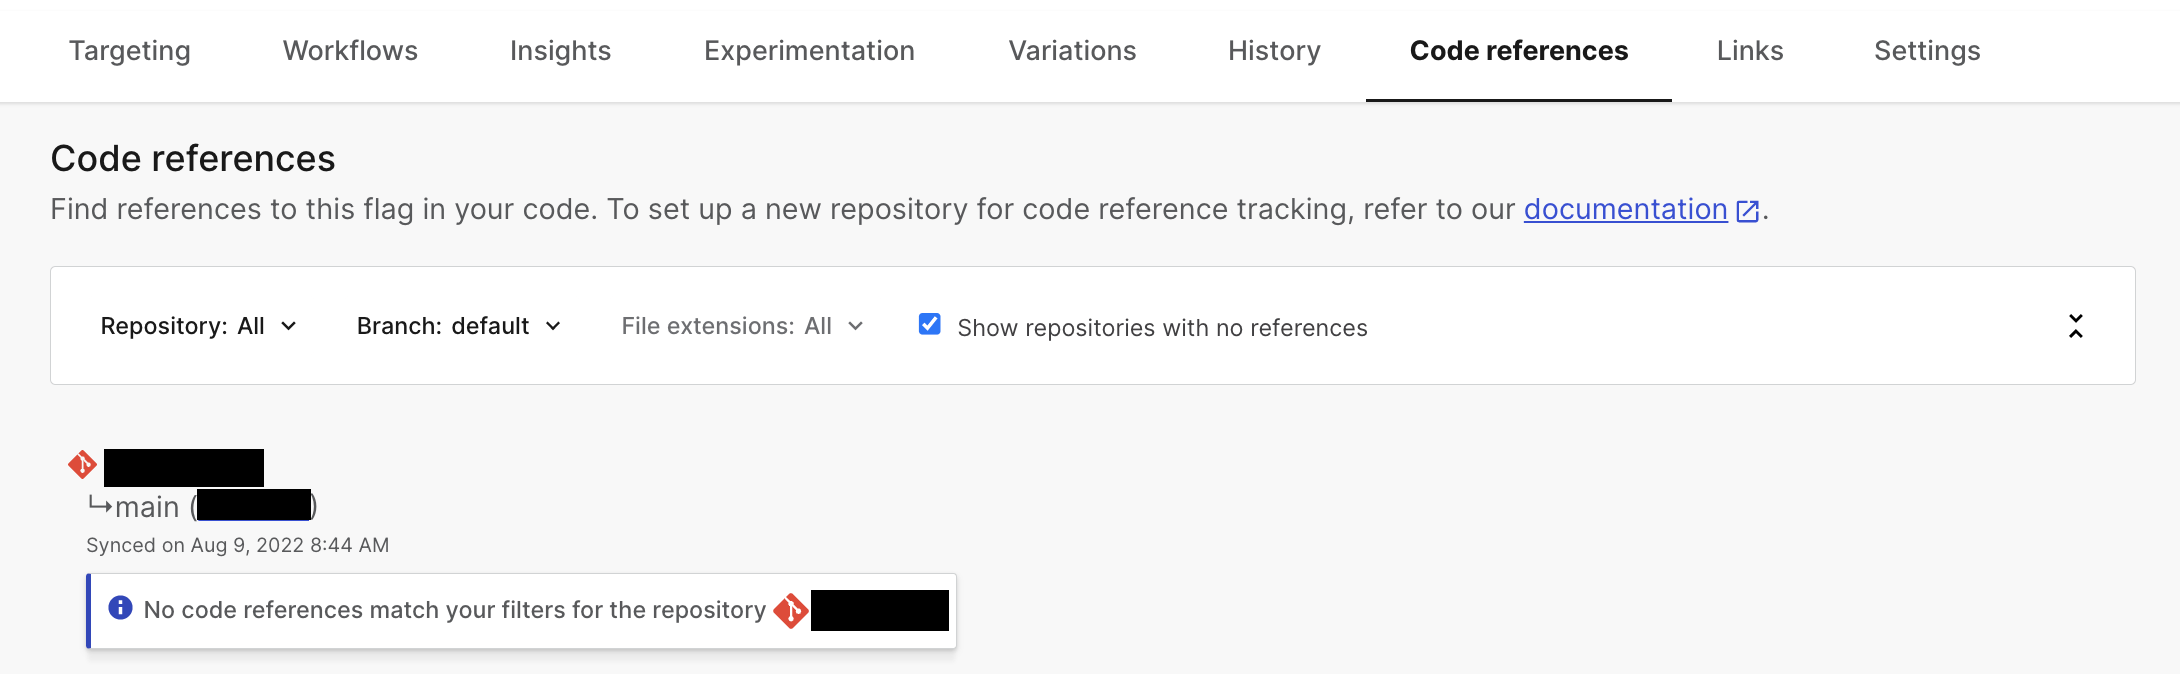 Targeting Workflows Insights Experimentation Variations History Code references Links Settings
Code references
Find references to this flag in your code. To set up a new repository for code reference tracking, refer to our documentation.
Repository: All Branch: default File extensions: All Show repositories with no references
main ( )
Synced on Aug 9, 2022 8:44 AM
No code references match your filters for the repository